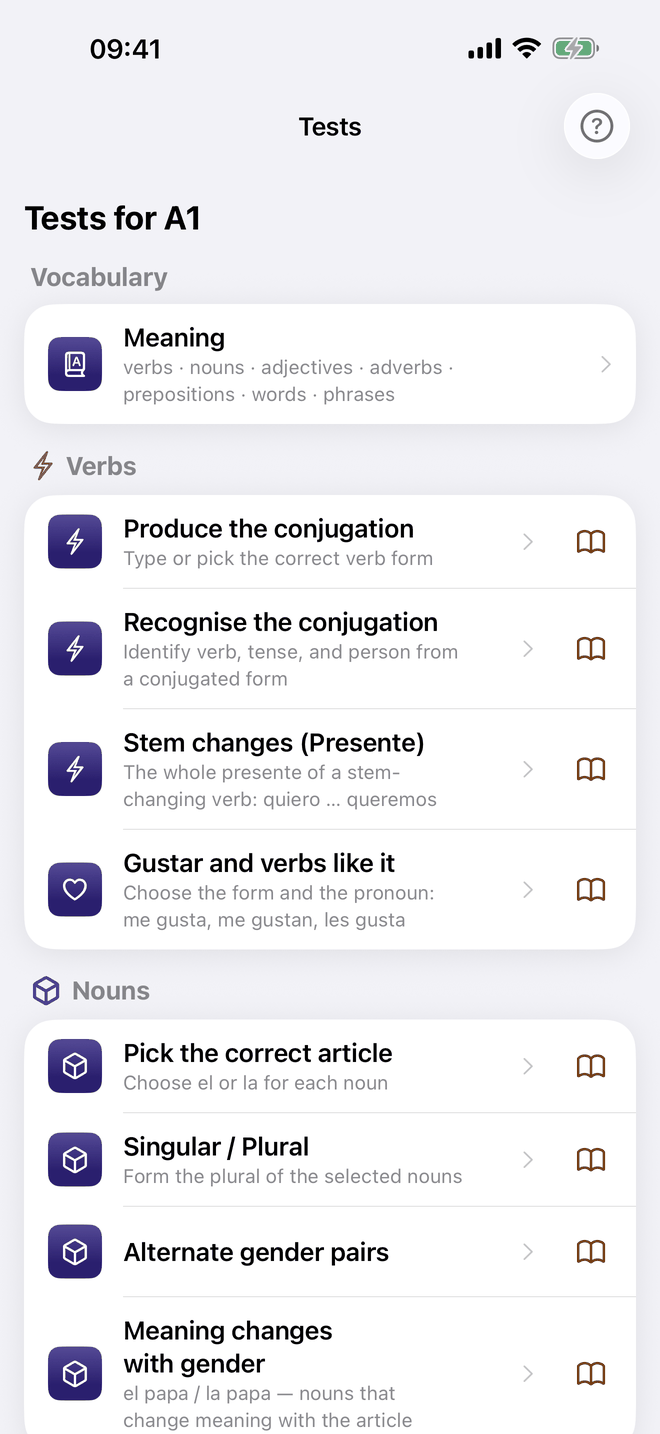 09:41
Tests
Tests for A1
Vocabulary
Meaning
verbs · nouns · adjectives · adverbs ·
prepositions · words · phrases
Verbs
Produce the conjugation
Type or pick the correct verb form
Recognise the conjugation
Identify verb, tense, and person from
a conjugated form
Stem changes (Presente)
The whole presente of a stem-
changing verb: quiero ... queremos
Gustar and verbs like it
Choose the form and the pronoun:
me gusta, me gustan, les gusta
Nouns
Pick the correct article
Choose el or la for each noun
Singular / Plural
Form the plural of the selected nouns
Alternate gender pairs
Meaning changes
with gender
el papa / la papa — nouns that
change meaning with the article